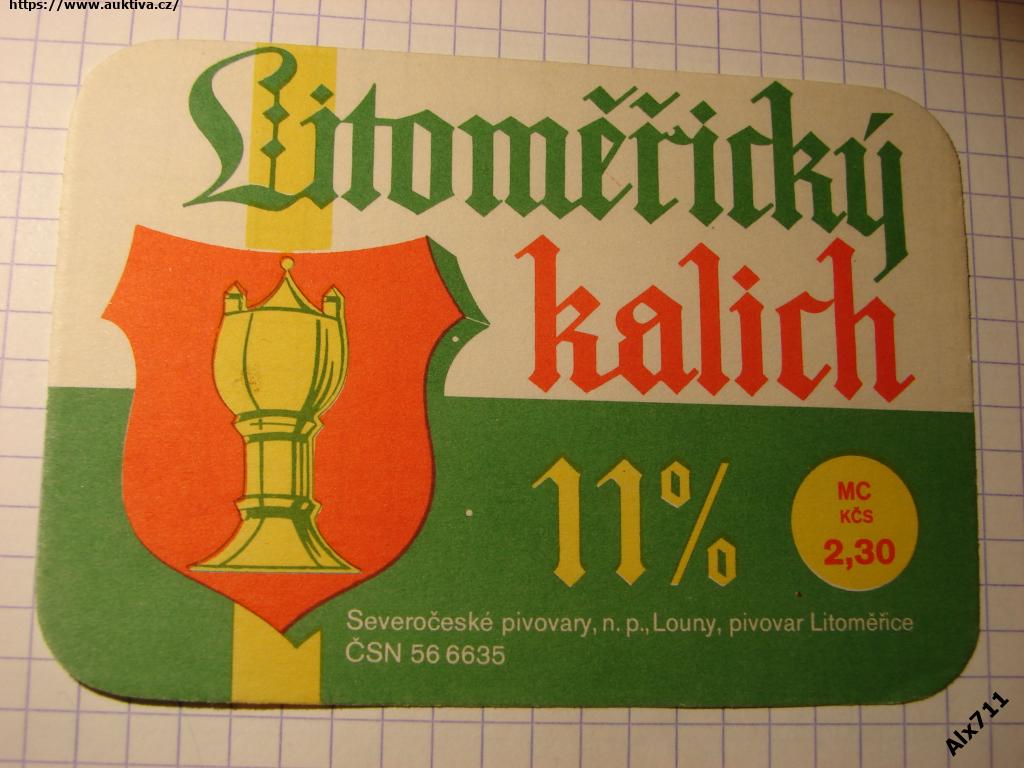 https://www.auktiva.cz/
Litoměřický
kalich
11%
MC
KČS
2,30
Severočeské pivovary, n. p., Louny, pivovar Litoměřice
ČSN 56 6635
Alx711